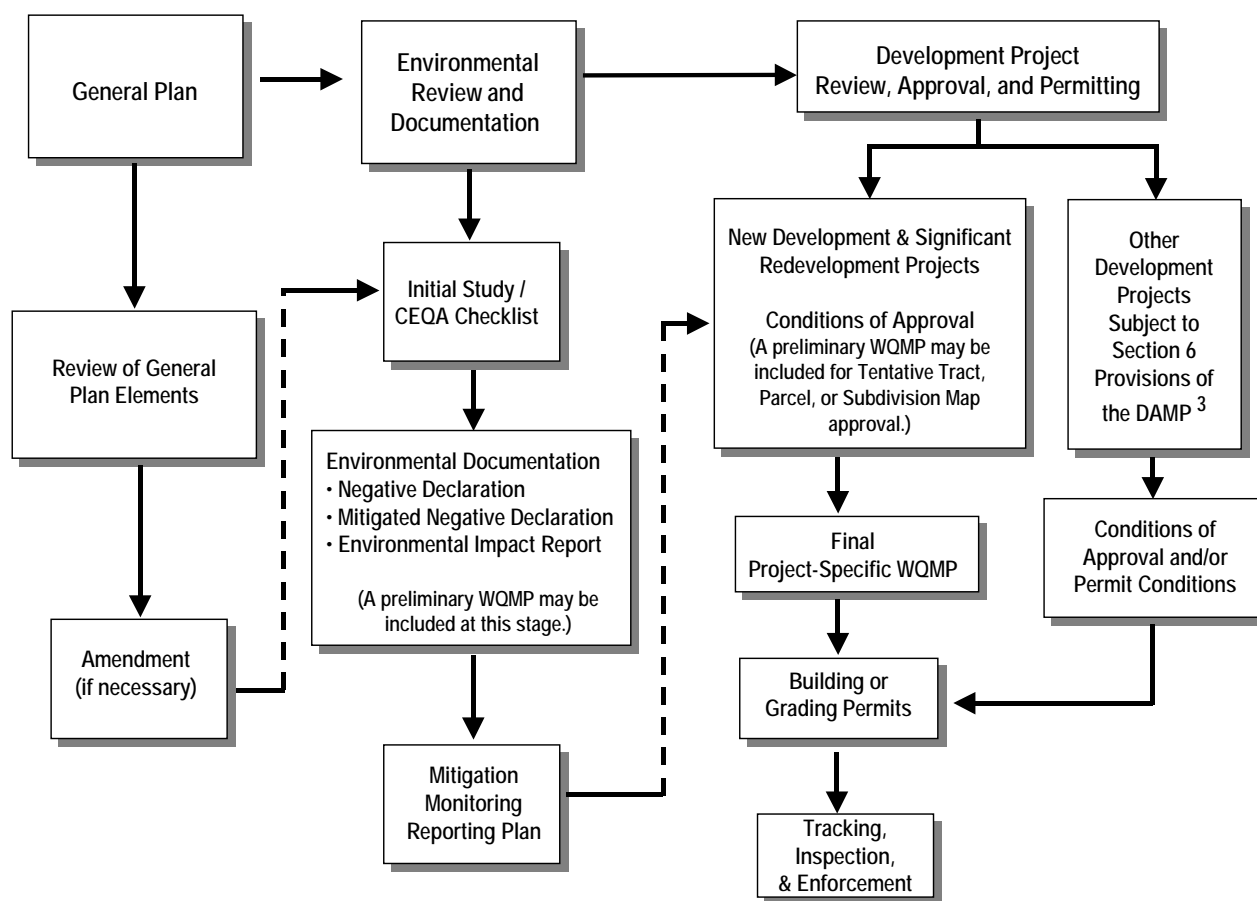 General Plan
Environmental
Review and
Documentation
Development Project
Review, Approval, and Permitting
Review of General
Plan Elements
Amendment
(if necessary)
Initial Study /
CEQA Checklist
Environmental Documentation
• Negative Declaration
• Mitigated Negative Declaration
• Environmental Impact Report
(A preliminary WQMP may be
included at this stage.)
Mitigation
Monitoring
Reporting Plan
New Development & Significant
Redevelopment Projects
Conditions of Approval
(A preliminary WQMP may be
included for Tentative Tract,
Parcel, or Subdivision Map
approval.)
Final
Project-Specific WQMP
Other
Development
Projects
Subject to
Section 6
Provisions of
the DAMP 3
Conditions of
Approval and/or
Permit Conditions
Building or
Grading Permits
Tracking,
Inspection,
& Enforcement